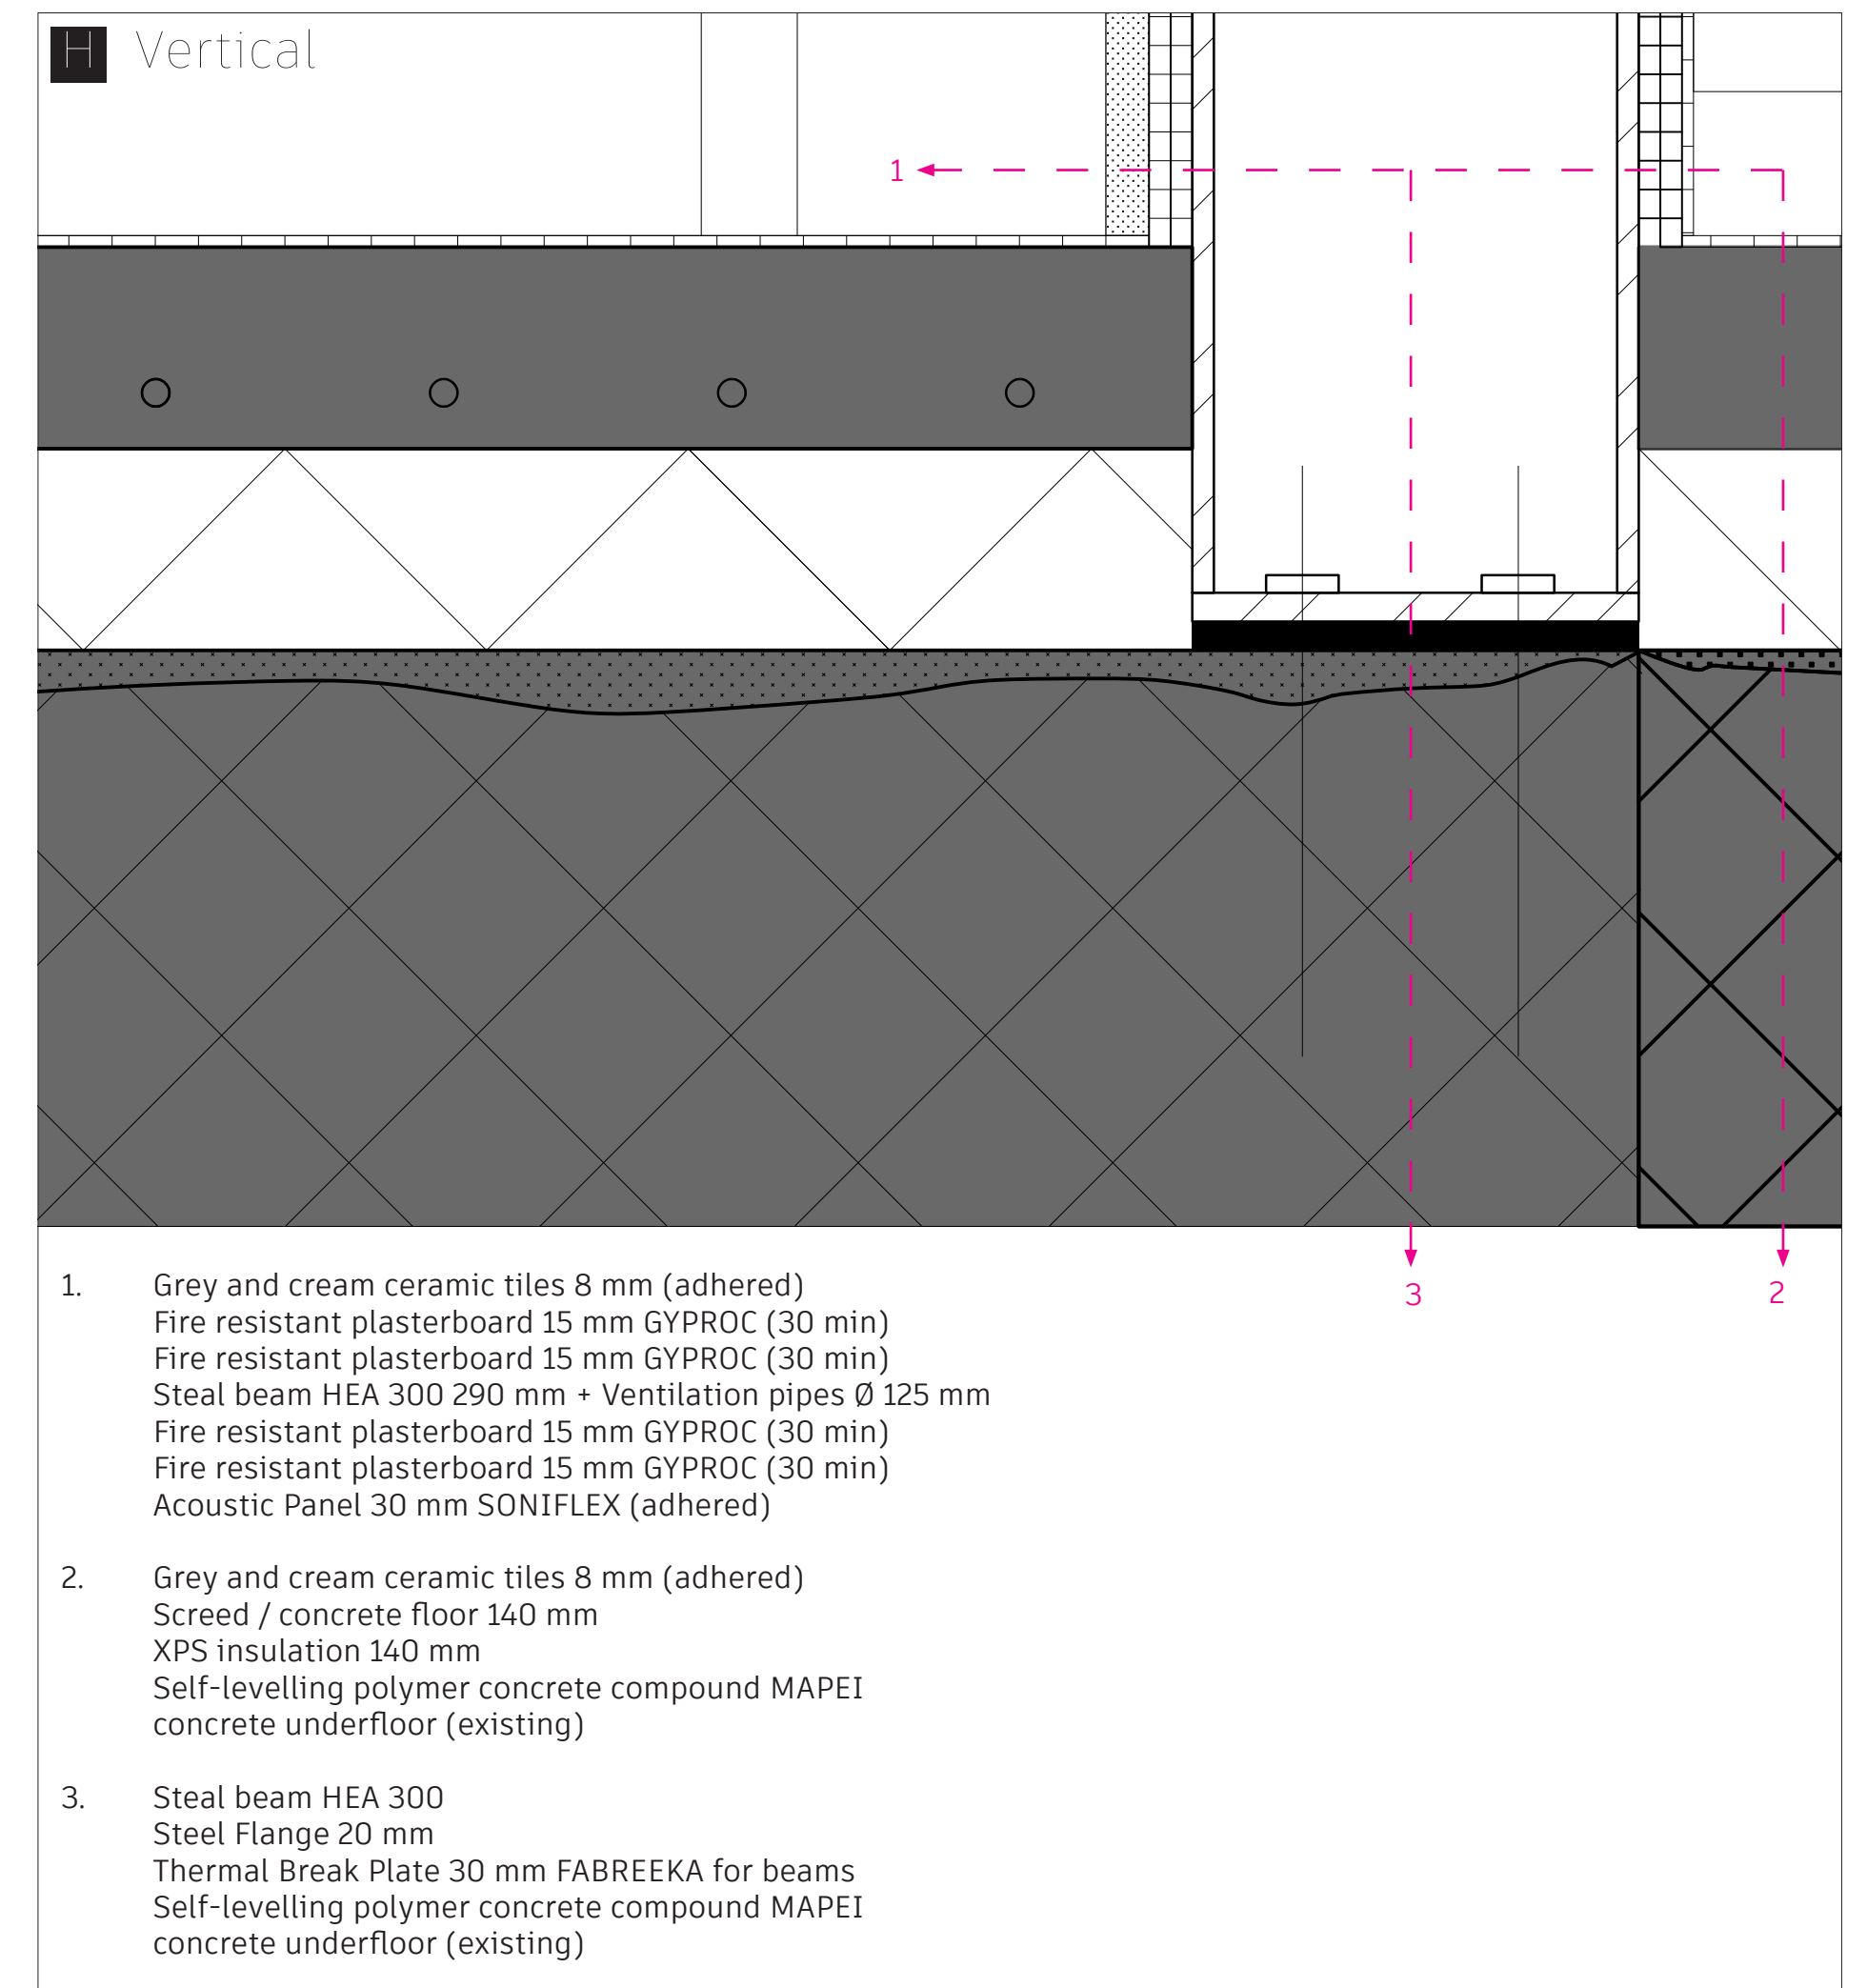 H Vertical
1
3
2
1. Grey and cream ceramic tiles 8 mm (adhered)
Fire resistant plasterboard 15 mm GYPROC (30 min)
Fire resistant plasterboard 15 mm GYPROC (30 min)
Steal beam HEA 300 290 mm + Ventilation pipes Ø 125 mm
Fire resistant plasterboard 15 mm GYPROC (30 min)
Fire resistant plasterboard 15 mm GYPROC (30 min)
Acoustic Panel 30 mm SONIFLEX (adhered)
2. Grey and cream ceramic tiles 8 mm (adhered)
Screed / concrete floor 140 mm
XPS insulation 140 mm
Self-levelling polymer concrete compound MAPEI
concrete underfloor (existing)
3. Steal beam HEA 300
Steel Flange 20 mm
Thermal Break Plate 30 mm FABREEKA for beams
Self-levelling polymer concrete compound MAPEI
concrete underfloor (existing)